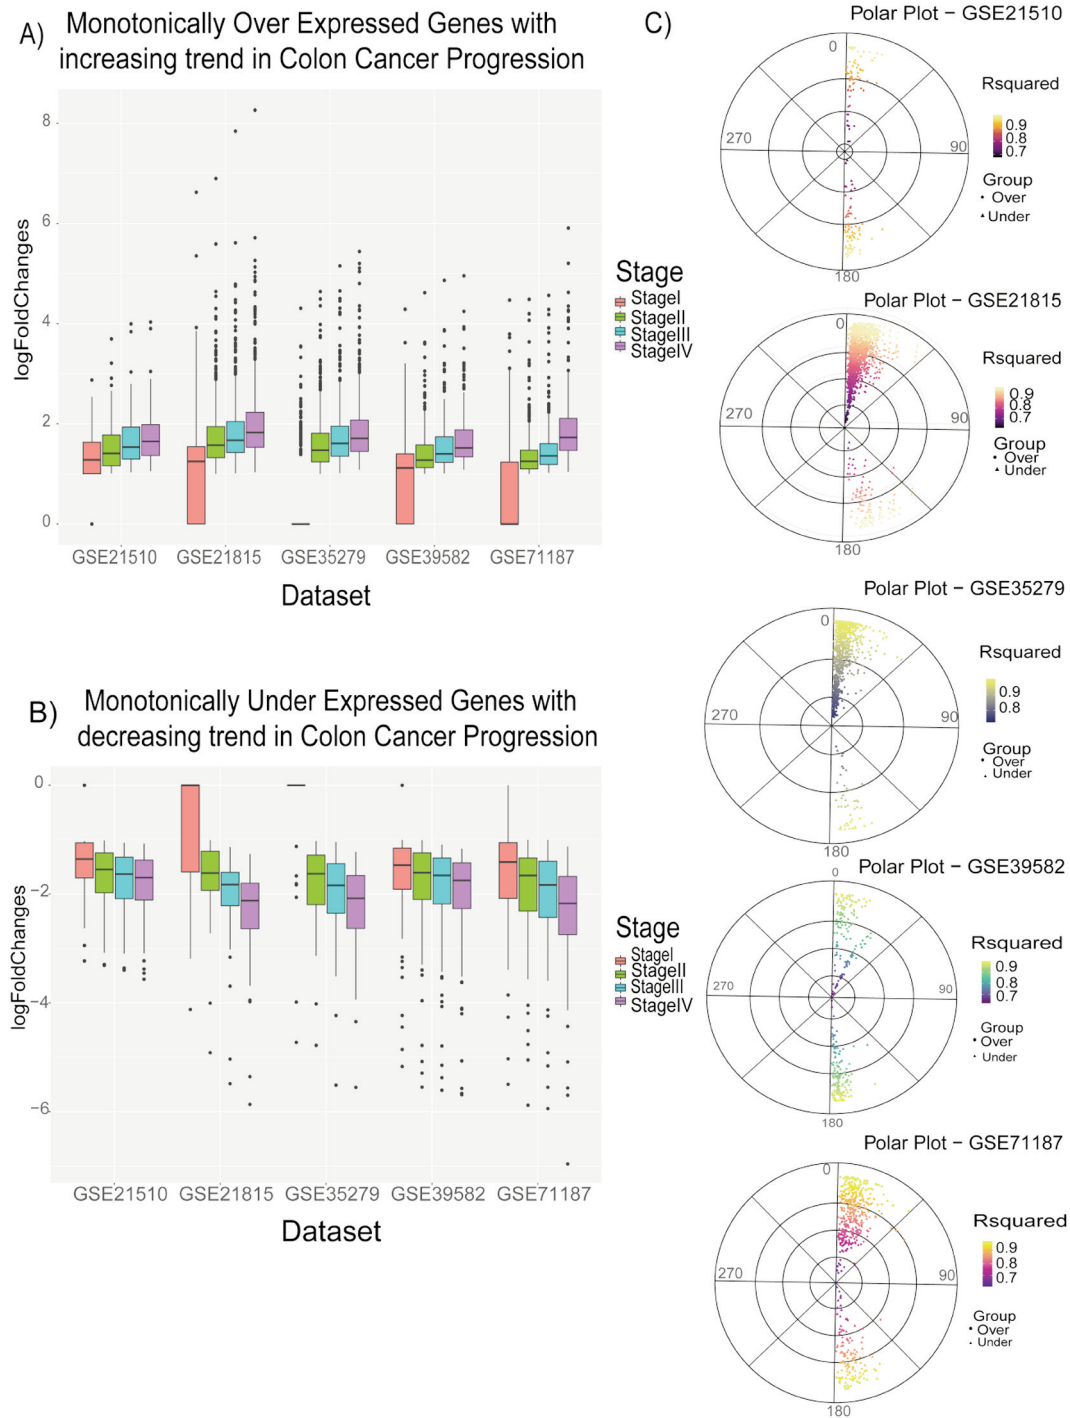 A)
Monotonically Over Expressed Genes with
increasing trend in Colon Cancer Progression
8
6
4
2
0
logFoldChanges
GSE21510 GSE21815 GSE35279 GSE39582 GSE71187
Dataset
Stage
StageI
StageII
StageIII
StageIV
B)
Monotonically Under Expressed Genes with
decreasing trend in Colon Cancer Progression
0
−2
−4
−6
logFoldChanges
GSE21510 GSE21815 GSE35279 GSE39582 GSE71187
Dataset
Stage
StageI
StageII
StageIII
StageIV
C)
Polar Plot − GSE21510
0
270
90
180
Rsquared
0.9
0.8
0.7
Group
Over
Under
Polar Plot − GSE21815
0
270
90
180
Rsquared
0.9
0.8
0.7
Group
Over
Under
Polar Plot − GSE35279
0
270
90
180
Rsquared
0.9
0.8
Group
Over
Under
Polar Plot − GSE39582
0
270
90
180
Rsquared
0.9
0.8
0.7
Group
Over
Under
Polar Plot − GSE71187
0
270
90
180
Rsquared
0.9
0.8
0.7
Group
Over
Under